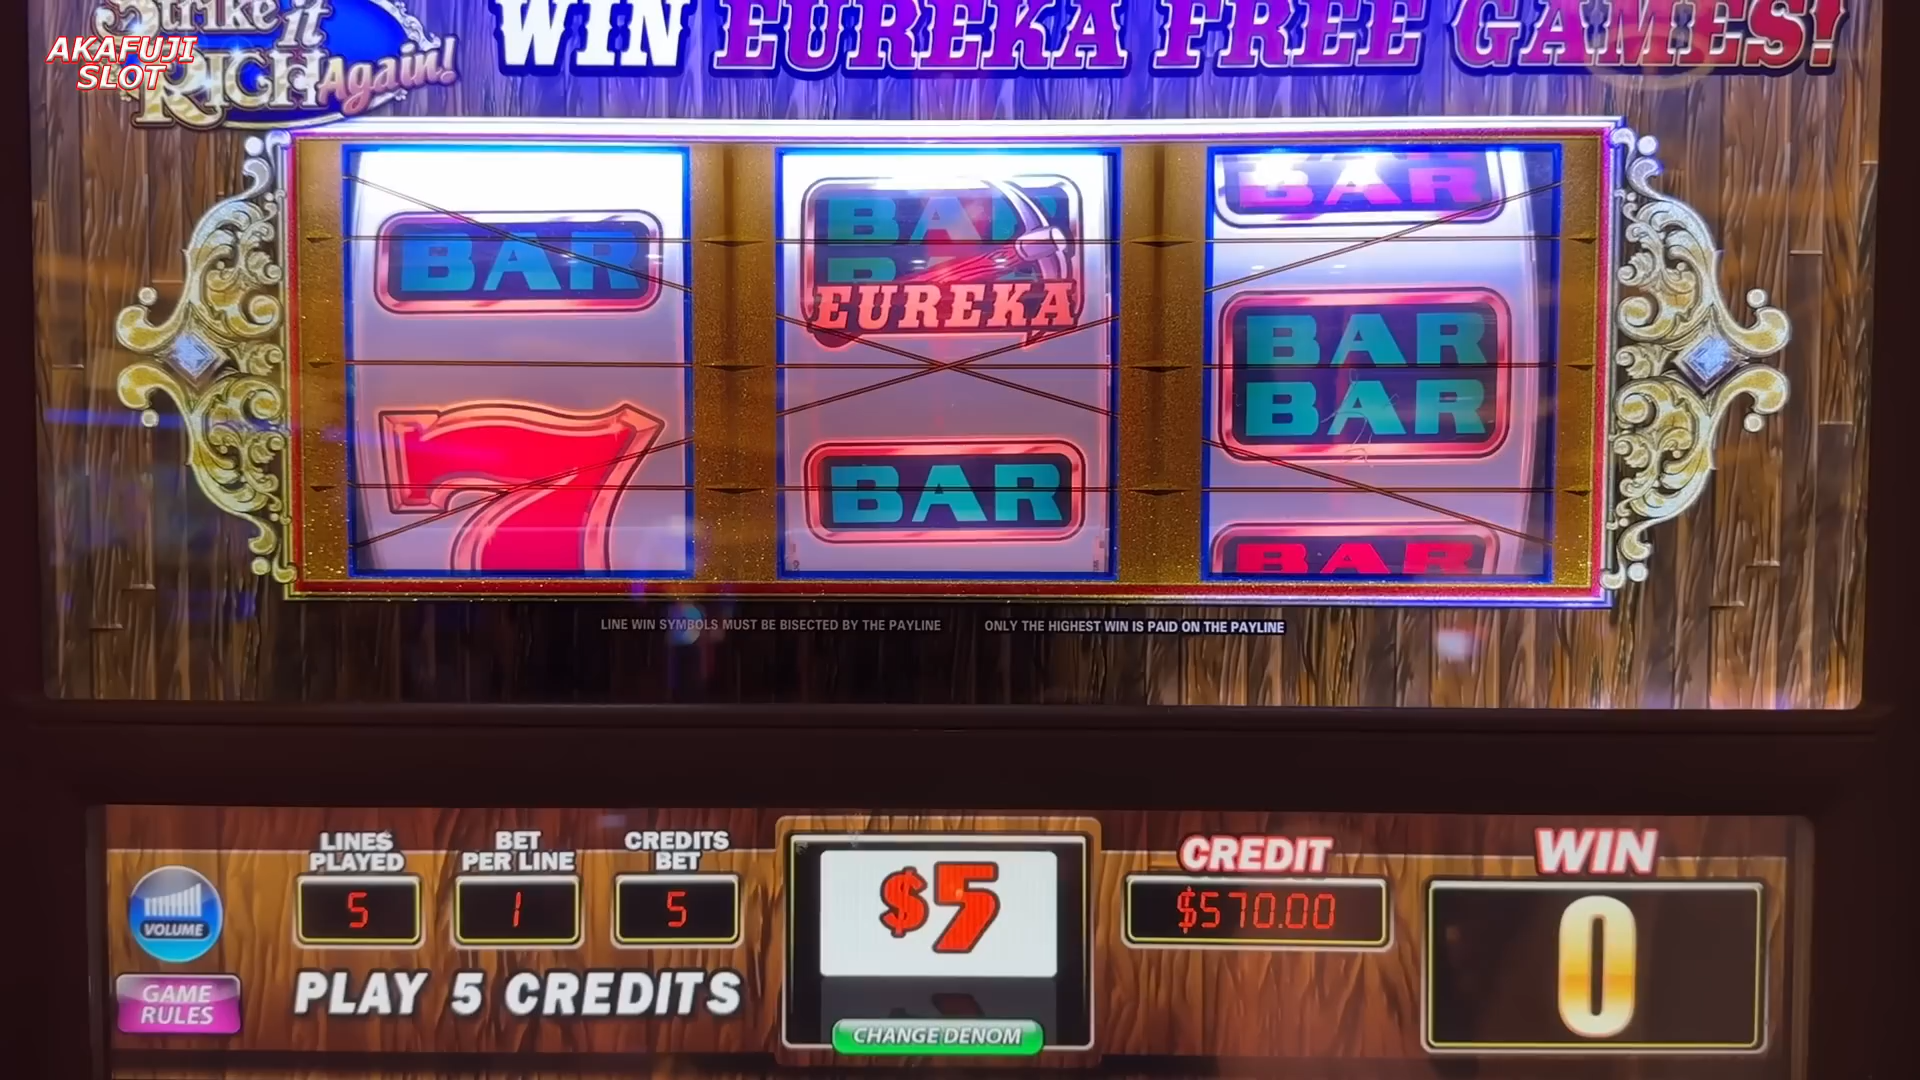 Strike it
RICH Again!
AKAFUJI
SLOT
WIN EUREKA FREE GAMES!
BAR
BAR
BAR
EUREKA
BAR
BAR
BAR
BAR
7
BAR
BAR
LINE WIN SYMBOLS MUST BE BISECTED BY THE PAYLINE
ONLY THE HIGHEST WIN IS PAID ON THE PAYLINE
VOLUME
GAME
RULES
LINES
PLAYED
5
BET
PER LINE
1
CREDITS
BET
5
PLAY 5 CREDITS
$5
CHANGE DENOM
CREDIT
$570.00
WIN
0